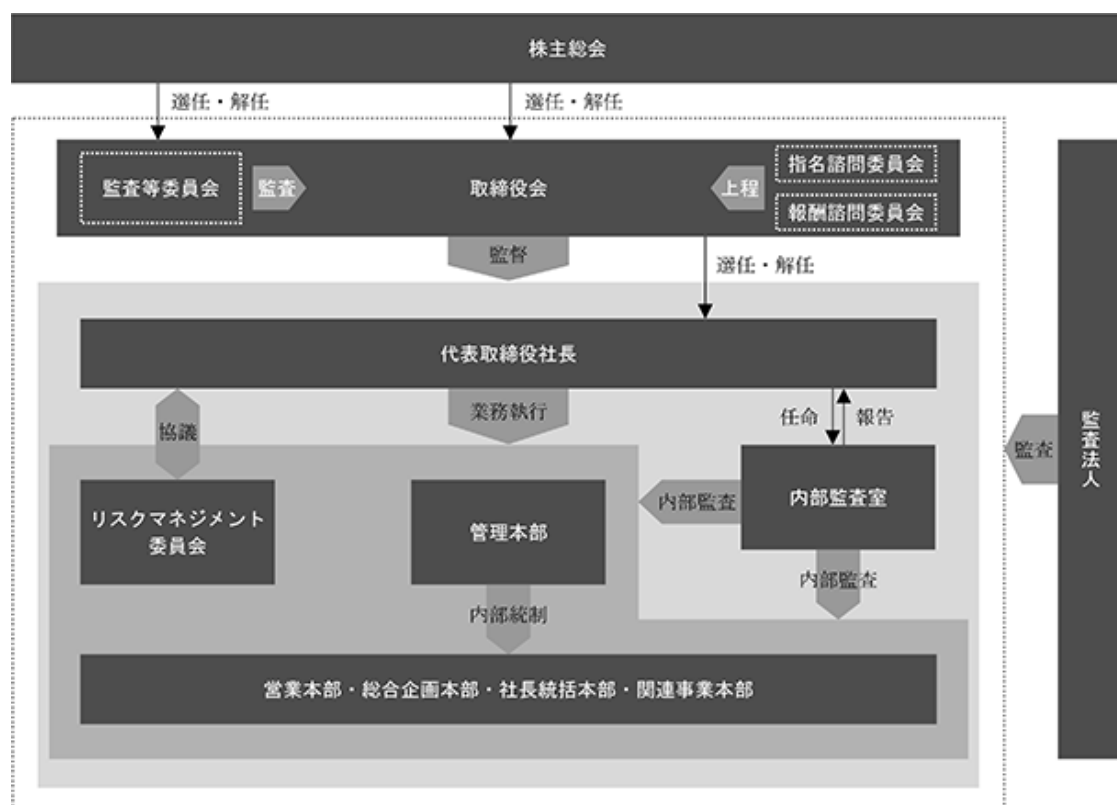 株主総会
選任・解任
選任・解任
監査等委員会
監査
取締役会
上程
指名諮問委員会
報酬諮問委員会
監督
選任・解任
代表取締役社長
協議
業務執行
任命
報告
監査
監査法人
リスクマネジメント
委員会
管理本部
内部監査
内部監査室
内部監査
内部統制
営業本部・総合企画本部・社長統括本部・関連事業本部